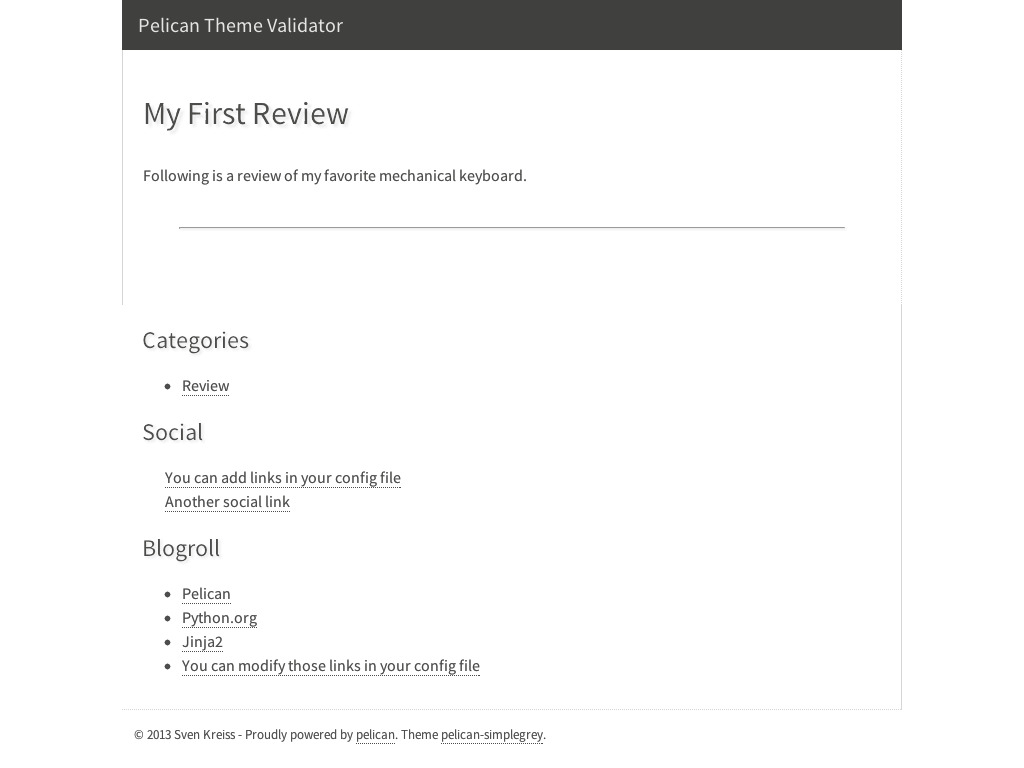 Pelican Theme Validator
My First Review
Following is a review of my favorite mechanical keyboard.
Categories
Review
Social
You can add links in your config file
Another social link
Blogroll
Pelican
Python.org
Jinja2
You can modify those links in your config file
© 2013 Sven Kreiss - Proudly powered by pelican. Theme pelican-simplegrey.